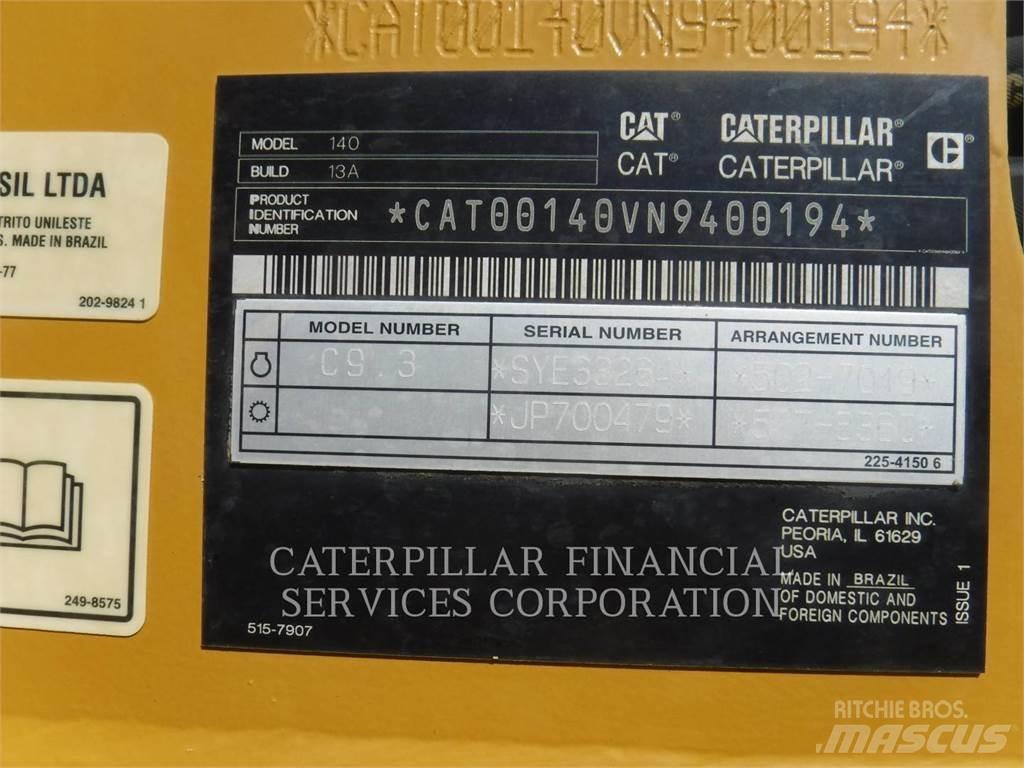 *CAT00140VN9400194*
SIL LTDA
TRITO UNILESTE
S. MADE IN BRAZIL
-77
202-9824 1
249-8575
MODEL 140
BUILD 13A
CAT® CATERPILLAR®
CAT® CATERPILLAR®
PRODUCT
IDENTIFICATION
NUMBER
*CAT00140VN9400194*
MODEL NUMBER SERIAL NUMBER ARRANGEMENT NUMBER
C9.3
*JP700479*
225-4150 6
CATERPILLAR INC.
PEORIA, IL 61629
USA
MADE IN BRAZIL
OF DOMESTIC AND
FOREIGN COMPONENTS
ISSUE 1
515-7907
CATERPILLAR FINANCIAL
SERVICES CORPORATION
RITCHIE BROS.
MASCUS